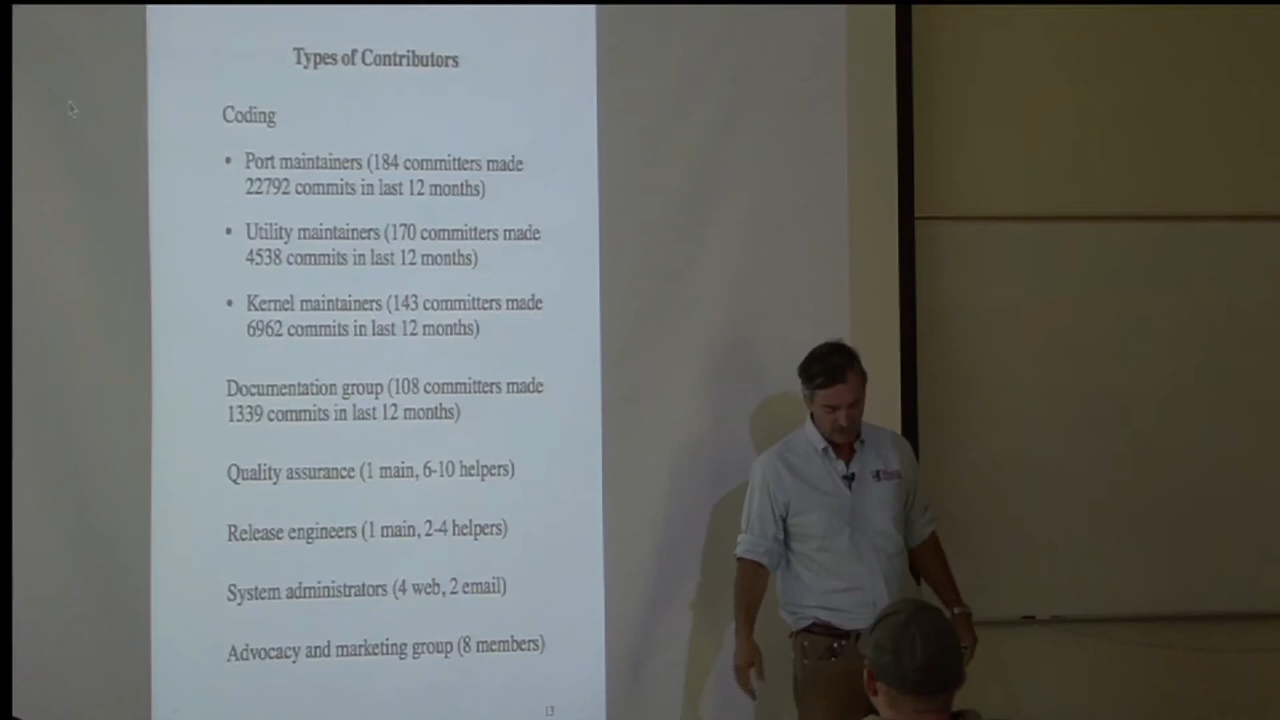 Types of Contributors
Coding
• Port maintainers (184 committers made
22792 commits in last 12 months)
• Utility maintainers (170 committers made
4538 commits in last 12 months)
• Kernel maintainers (143 committers made
6962 commits in last 12 months)
Documentation group (108 committers made
1339 commits in last 12 months)
Quality assurance (1 main, 6-10 helpers)
Release engineers (1 main, 2-4 helpers)
System administrators (4 web, 2 email)
Advocacy and marketing group (8 members)
13